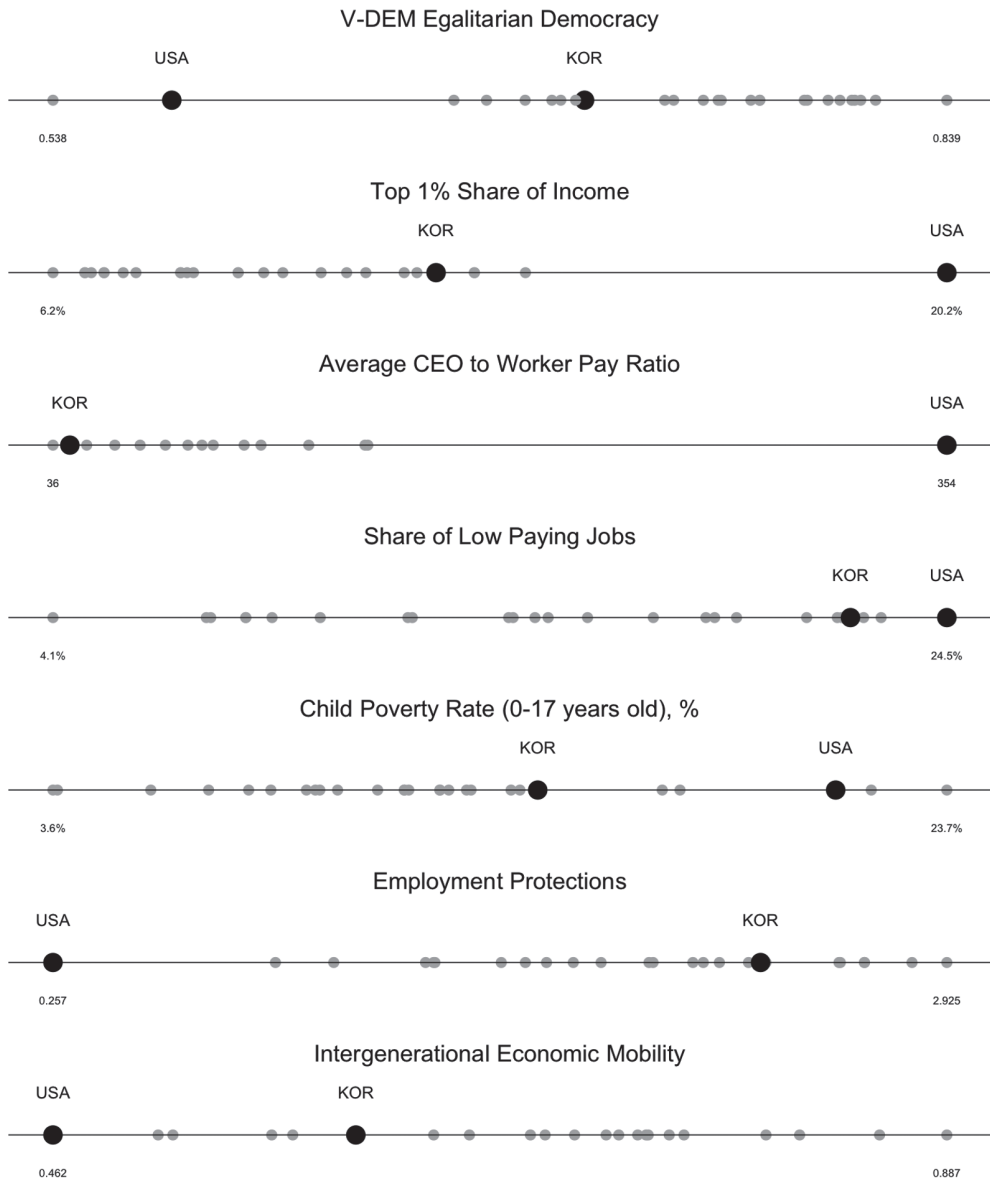 V-DEM Egalitarian Democracy
USA KOR
0.538 0.839
Top 1% Share of Income
KOR USA
6.2% 20.2%
Average CEO to Worker Pay Ratio
KOR USA
36 354
Share of Low Paying Jobs
KOR USA
4.1% 24.5%
Child Poverty Rate (0-17 years old), %
KOR USA
3.6% 23.7%
Employment Protections
USA KOR
0.257 2.925
Intergenerational Economic Mobility
USA KOR
0.462 0.887